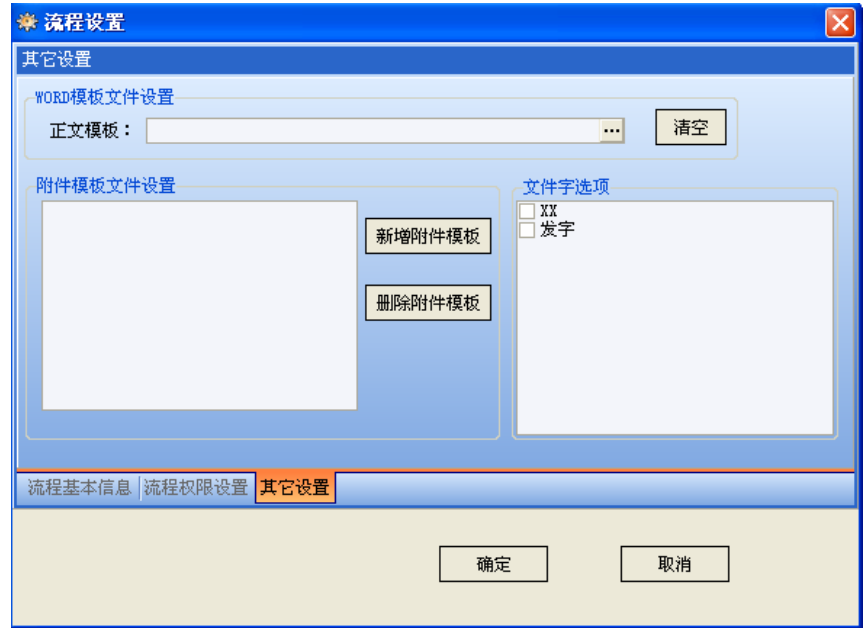 流程设置
其它设置
WORD模板文件设置
正文模板：
...
清空
附件模板文件设置
新增附件模板
删除附件模板
文件字选项
XX
发字
流程基本信息 流程权限设置 其它设置
确定 取消